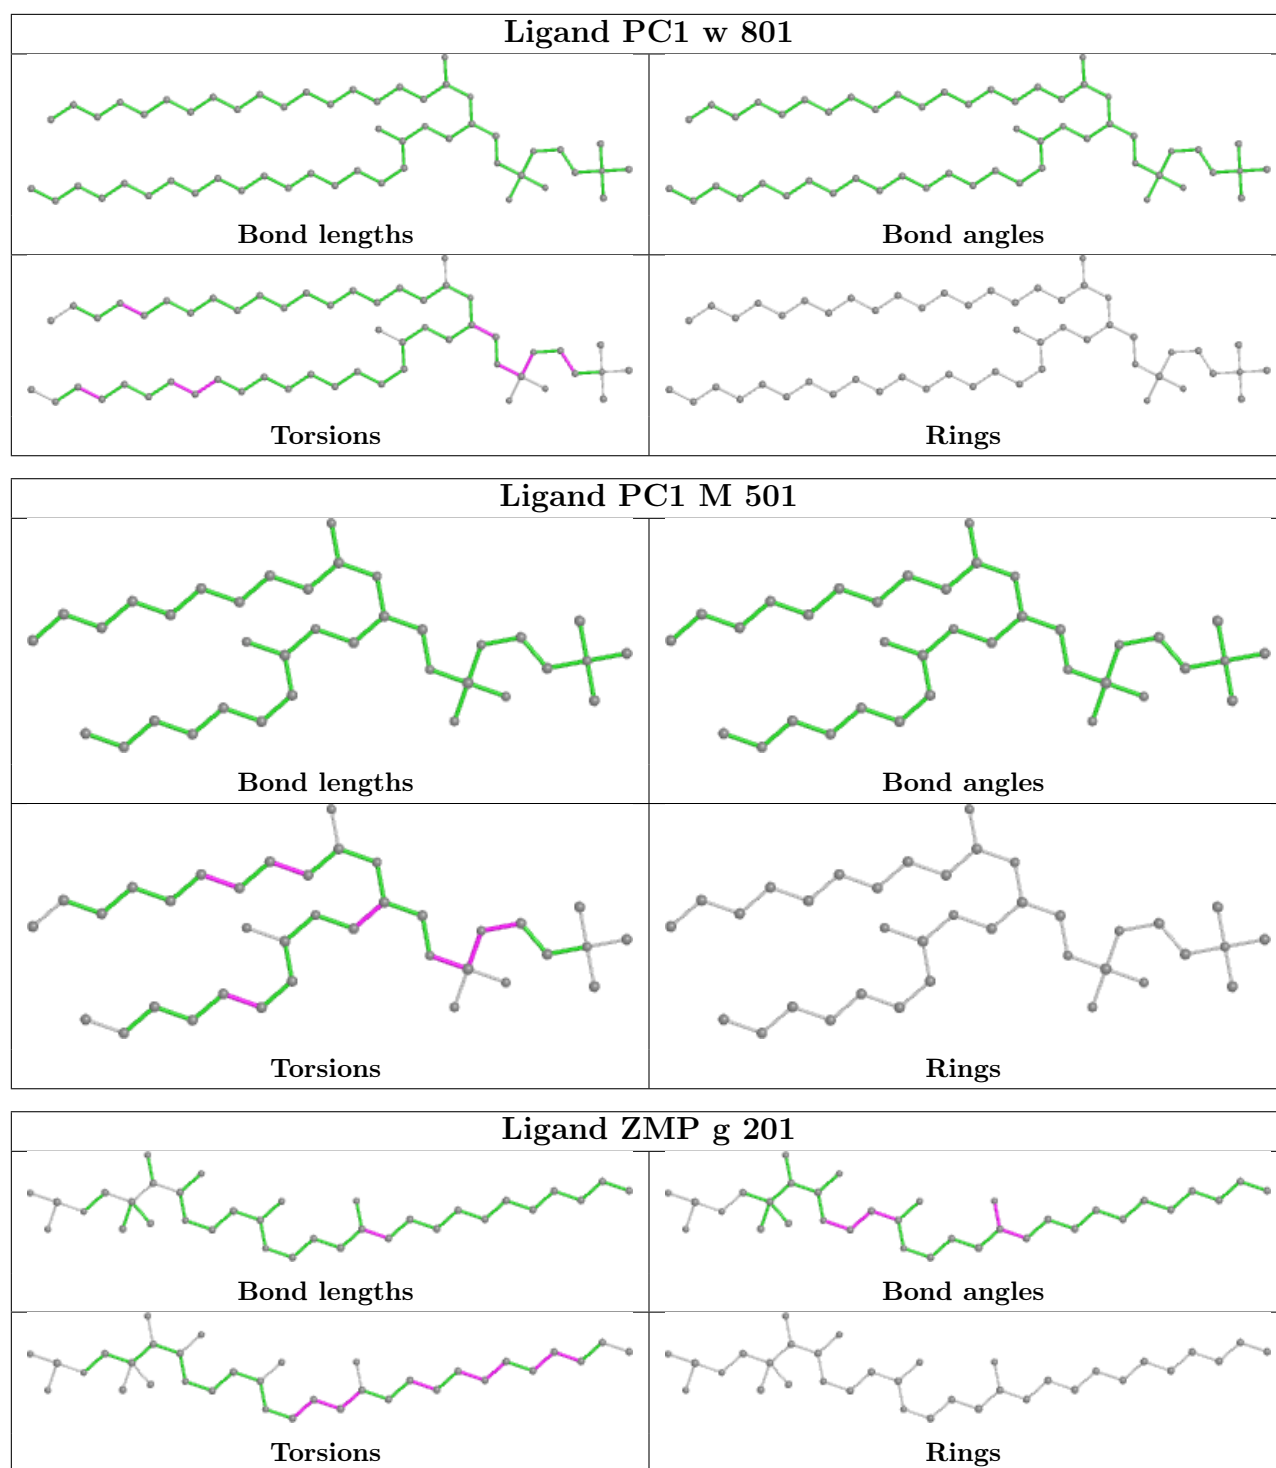 Ligand PC1 w 801
Bond lengths
Bond angles
Torsions
Rings
Ligand PC1 M 501
Bond lengths
Bond angles
Torsions
Rings
Ligand ZMP g 201
Bond lengths
Bond angles
Torsions
Rings